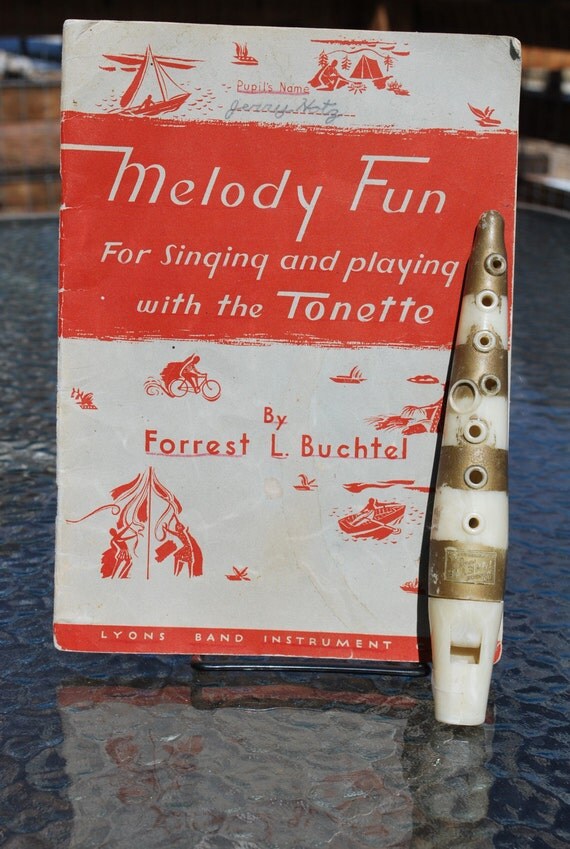 Pupil's Name
Melody Fun
For Singing and playing
with the Tonette
By
Forrest L. Buchtel
LYONS BAND INSTRUMENT